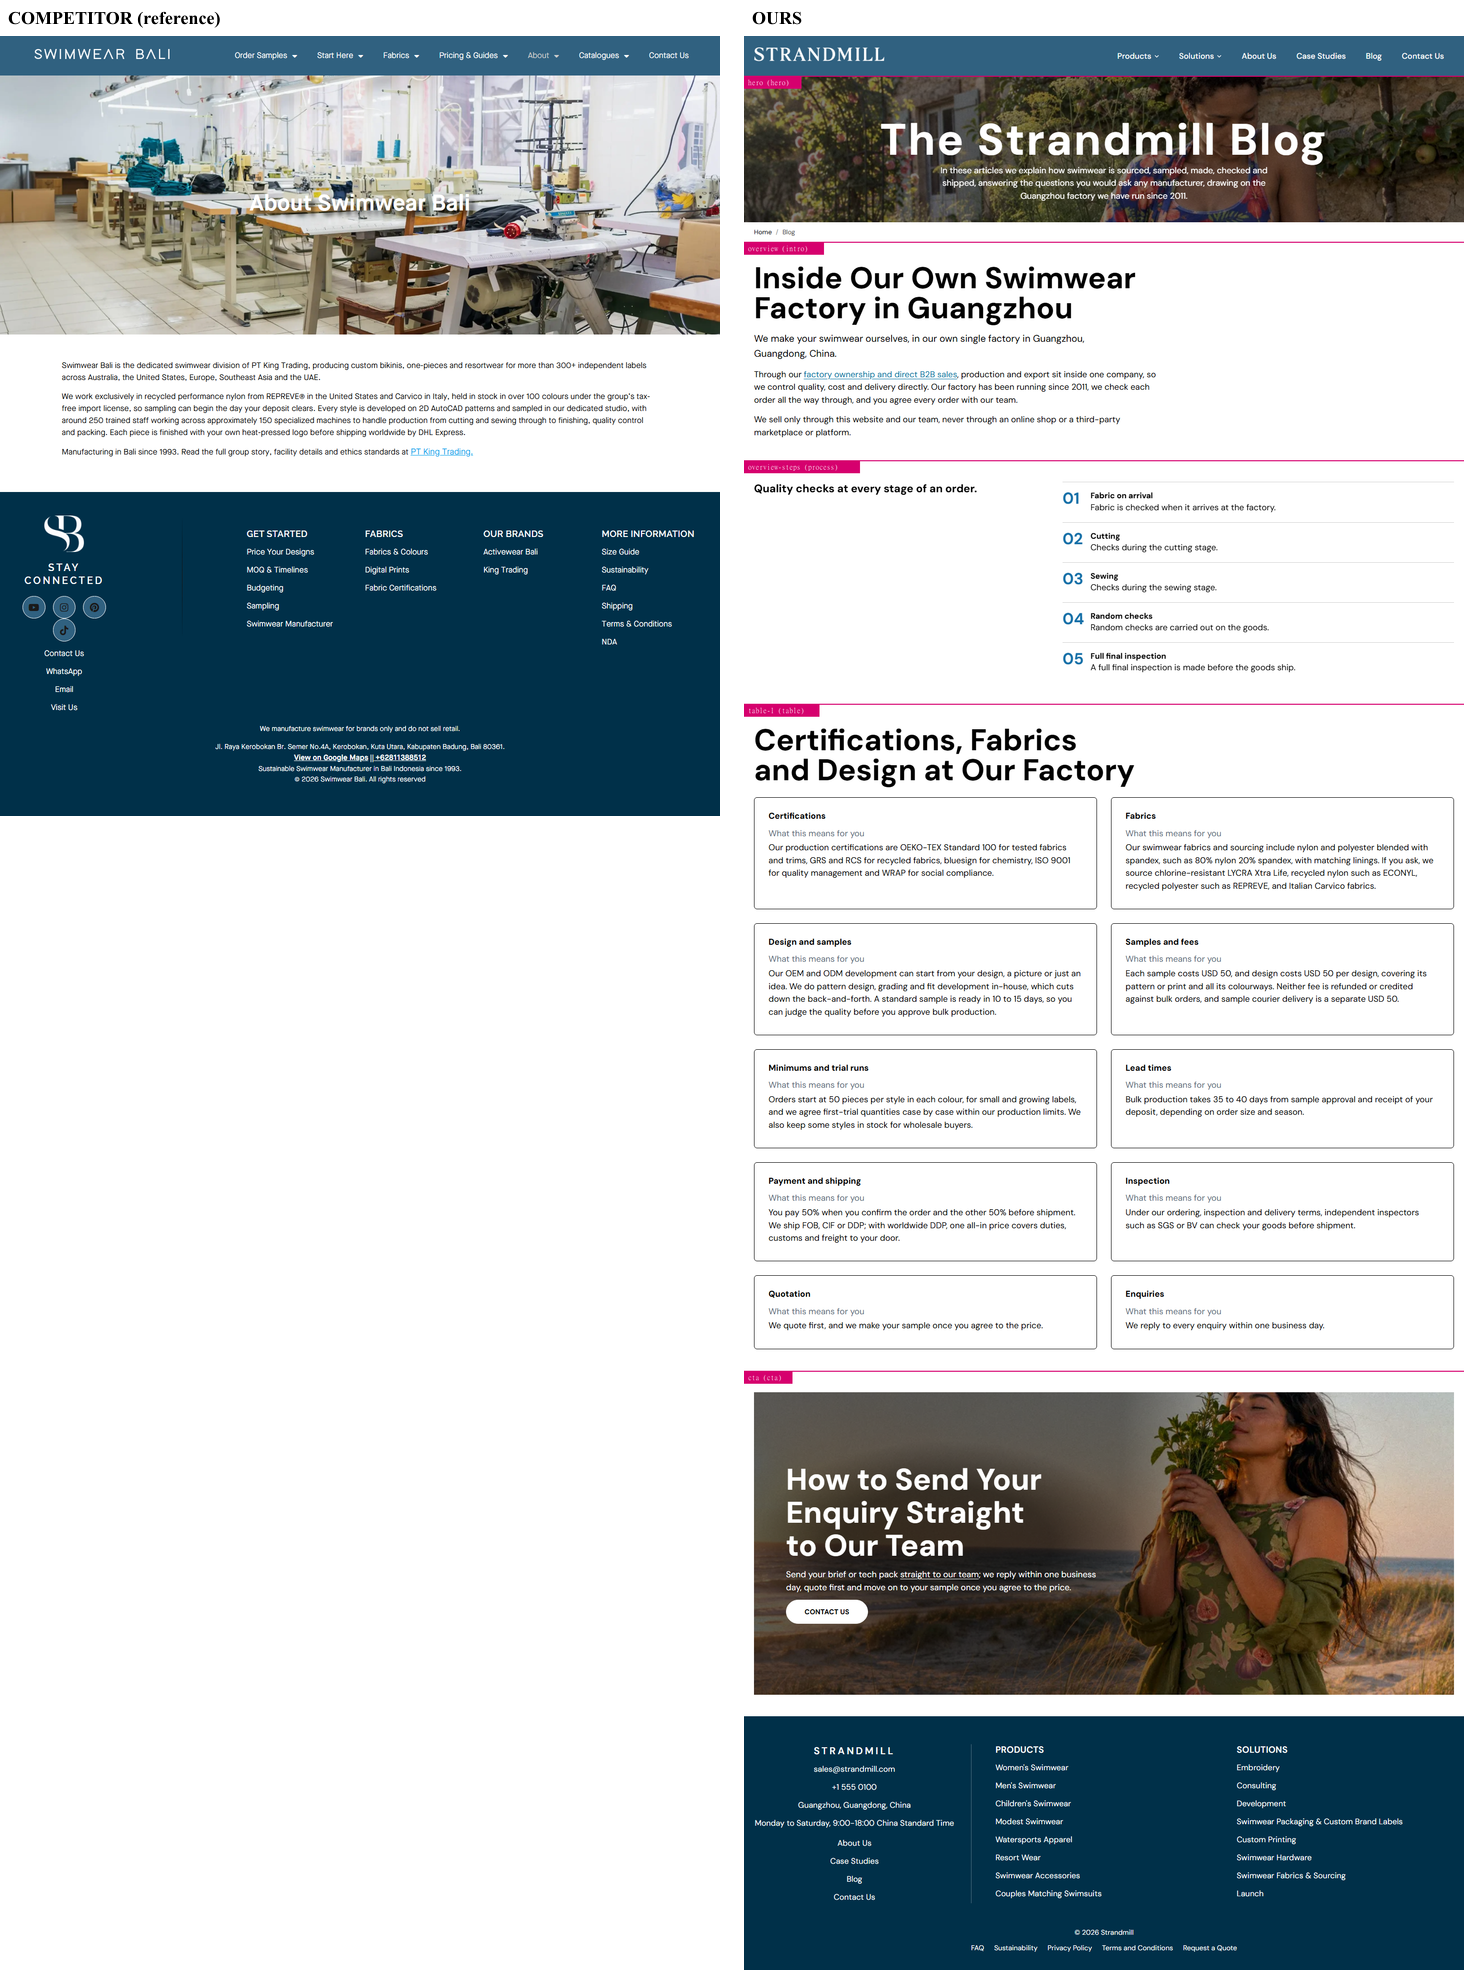 COMPETITOR (reference)
SWIMWEAR BALI
Order Samples
Start Here
Fabrics
Pricing & Guides
About
Catalogues
Contact Us
About Swimwear Bali
Swimwear Bali is the dedicated swimwear division of PT King Trading, producing custom bikinis, one-pieces and resortwear for more than 300+ independent labels
across Australia, the United States, Europe, Southeast Asia and the UAE.
We work exclusively in recycled performance nylon from REPREVE® in the United States and Carvico in Italy, held in stock in over 100 colours under the group's tax-
free import license, so sampling can begin the day your deposit clears. Every style is developed on 2D AutoCAD patterns and sampled in our dedicated studio, with
around 250 trained staff working across approximately 150 specialized machines to handle production from cutting and sewing through to finishing, quality control
and packing. Each piece is finished with your own heat-pressed logo before shipping worldwide by DHL Express.
Manufacturing in Bali since 1993. Read the full group story, facility details and ethics standards at PT King Trading.
STAY
CONNECTED
Contact Us
WhatsApp
Email
Visit Us
GET STARTED
Price Your Designs
MOQ & Timelines
Budgeting
Sampling
Swimwear Manufacturer
FABRICS
Fabrics & Colours
Digital Prints
Fabric Certifications
OUR BRANDS
Activewear Bali
King Trading
MORE INFORMATION
Size Guide
Sustainability
FAQ
Shipping
Terms & Conditions
NDA
We manufacture swimwear for brands only and do not sell retail.
Jl. Raya Kerobokan Br. Semer No.4A, Kerobokan, Kuta Utara, Kabupaten Badung, Bali 80361.
View on Google Maps || +62811388512
Sustainable Swimwear Manufacturer in Bali Indonesia since 1993.
© 2026 Swimwear Bali. All rights reserved
OURS
STRANDMILL
Products
Solutions
About Us
Case Studies
Blog
Contact Us
hero (hero)
The Strandmill Blog
In these articles we explain how swimwear is sourced, sampled, made, checked and
shipped, answering the questions you would ask any manufacturer, drawing on the
Guangzhou factory we have run since 2011.
Home / Blog
overview (intro)
Inside Our Own Swimwear
Factory in Guangzhou
We make your swimwear ourselves, in our own single factory in Guangzhou,
Guangdong, China.
Through our factory ownership and direct B2B sales, production and export sit inside one company, so
we control quality, cost and delivery directly. Our factory has been running since 2011, we check each
order all the way through, and you agree every order with our team.
We sell only through this website and our team, never through an online shop or a third-party
marketplace or platform.
overview-steps (process)
Quality checks at every stage of an order.
01 Fabric on arrival
Fabric is checked when it arrives at the factory.
02 Cutting
Checks during the cutting stage.
03 Sewing
Checks during the sewing stage.
04 Random checks
Random checks are carried out on the goods.
05 Full final inspection
A full final inspection is made before the goods ship.
table-1 (table)
Certifications, Fabrics
and Design at Our Factory
Certifications
What this means for you
Our production certifications are OEKO-TEX Standard 100 for tested fabrics
and trims, GRS and RCS for recycled fabrics, bluesign for chemistry, ISO 9001
for quality management and WRAP for social compliance.
Fabrics
What this means for you
Our swimwear fabrics and sourcing include nylon and polyester blended with
spandex, such as 80% nylon 20% spandex, with matching linings. If you ask, we
source chlorine-resistant LYCRA Xtra Life, recycled nylon such as ECONYL,
recycled polyester such as REPREVE, and Italian Carvico fabrics.
Design and samples
What this means for you
Our OEM and ODM development can start from your design, a picture or just an
idea. We do pattern design, grading and fit development in-house, which cuts
down the back-and-forth. A standard sample is ready in 10 to 15 days, so you
can judge the quality before you approve bulk production.
Samples and fees
What this means for you
Each sample costs USD 50, and design costs USD 50 per design, covering its
pattern or print and all its colourways. Neither fee is refunded or credited
against bulk orders, and sample courier delivery is a separate USD 50.
Minimums and trial runs
What this means for you
Orders start at 50 pieces per style in each colour, for small and growing labels,
and we agree first-trial quantities case by case within our production limits. We
also keep some styles in stock for wholesale buyers.
Lead times
What this means for you
Bulk production takes 35 to 40 days from sample approval and receipt of your
deposit, depending on order size and season.
Payment and shipping
What this means for you
You pay 50% when you confirm the order and the other 50% before shipment.
We ship FOB, CIF or DDP; with worldwide DDP, one all-in price covers duties,
customs and freight to your door.
Inspection
What this means for you
Under our ordering, inspection and delivery terms, independent inspectors
such as SGS or BV can check your goods before shipment.
Quotation
What this means for you
We quote first, and we make your sample once you agree to the price.
Enquiries
What this means for you
We reply to every enquiry within one business day.
cta (cta)
How to Send Your
Enquiry Straight
to Our Team
Send your brief or tech pack straight to our team; we reply within one business
day, quote first and move on to your sample once you agree to the price.
CONTACT US
STRANDMILL
sales@strandmill.com
+1 555 0100
Guangzhou, Guangdong, China
Monday to Saturday, 9:00-18:00 China Standard Time
About Us
Case Studies
Blog
Contact Us
PRODUCTS
Women's Swimwear
Men's Swimwear
Children's Swimwear
Modest Swimwear
Watersports Apparel
Resort Wear
Swimwear Accessories
Couples Matching Swimsuits
SOLUTIONS
Embroidery
Consulting
Development
Swimwear Packaging & Custom Brand Labels
Custom Printing
Swimwear Hardware
Swimwear Fabrics & Sourcing
Launch
© 2026 Strandmill
FAQ
Sustainability
Privacy Policy
Terms and Conditions
Request a Quote